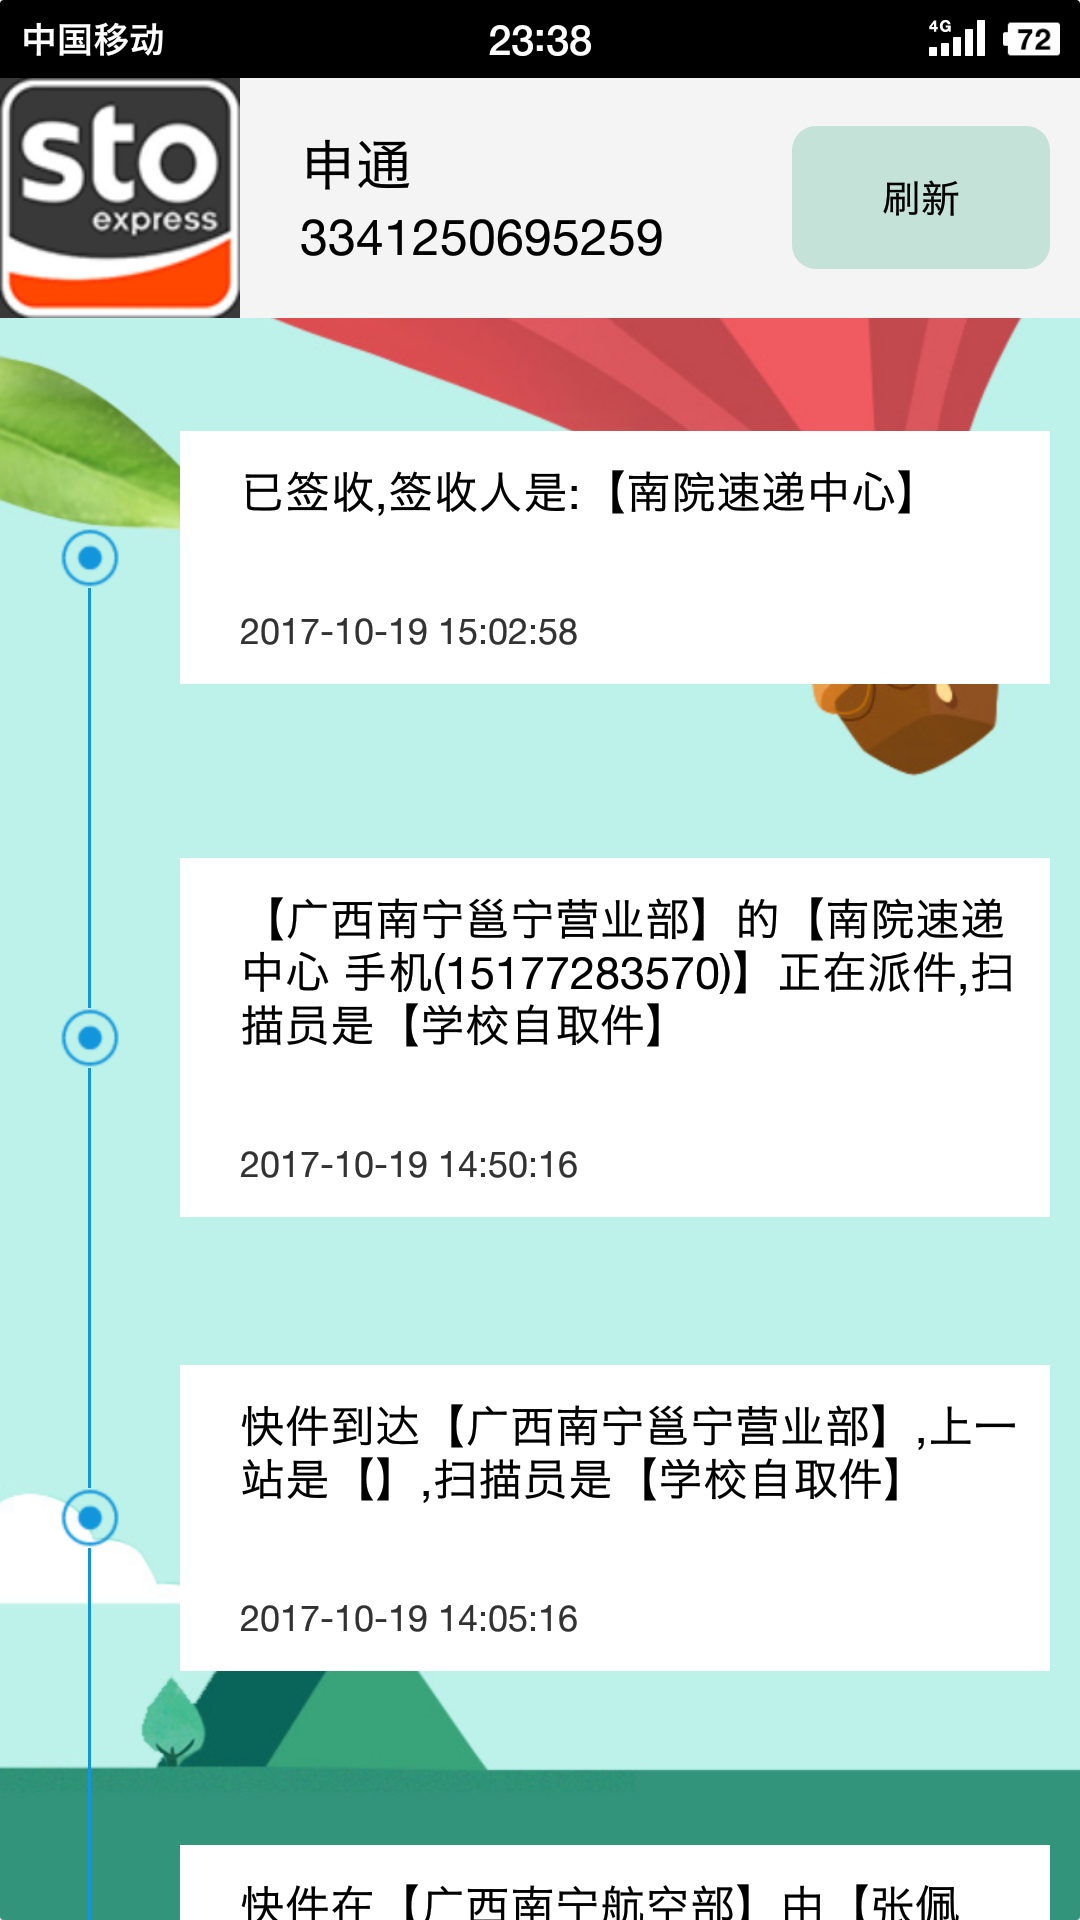 中国移动
23:38
4G
72
sto
express
申通
3341250695259
刷新
已签收,签收人是:【南院速递中心】
2017-10-19 15:02:58
【广西南宁邕宁营业部】的【南院速递
中心 手机(15177283570)】正在派件,扫
描员是【学校自取件】
2017-10-19 14:50:16
快件到达【广西南宁邕宁营业部】,上一
站是【】,扫描员是【学校自取件】
2017-10-19 14:05:16
快件在【广西南宁航空部】由【张佩